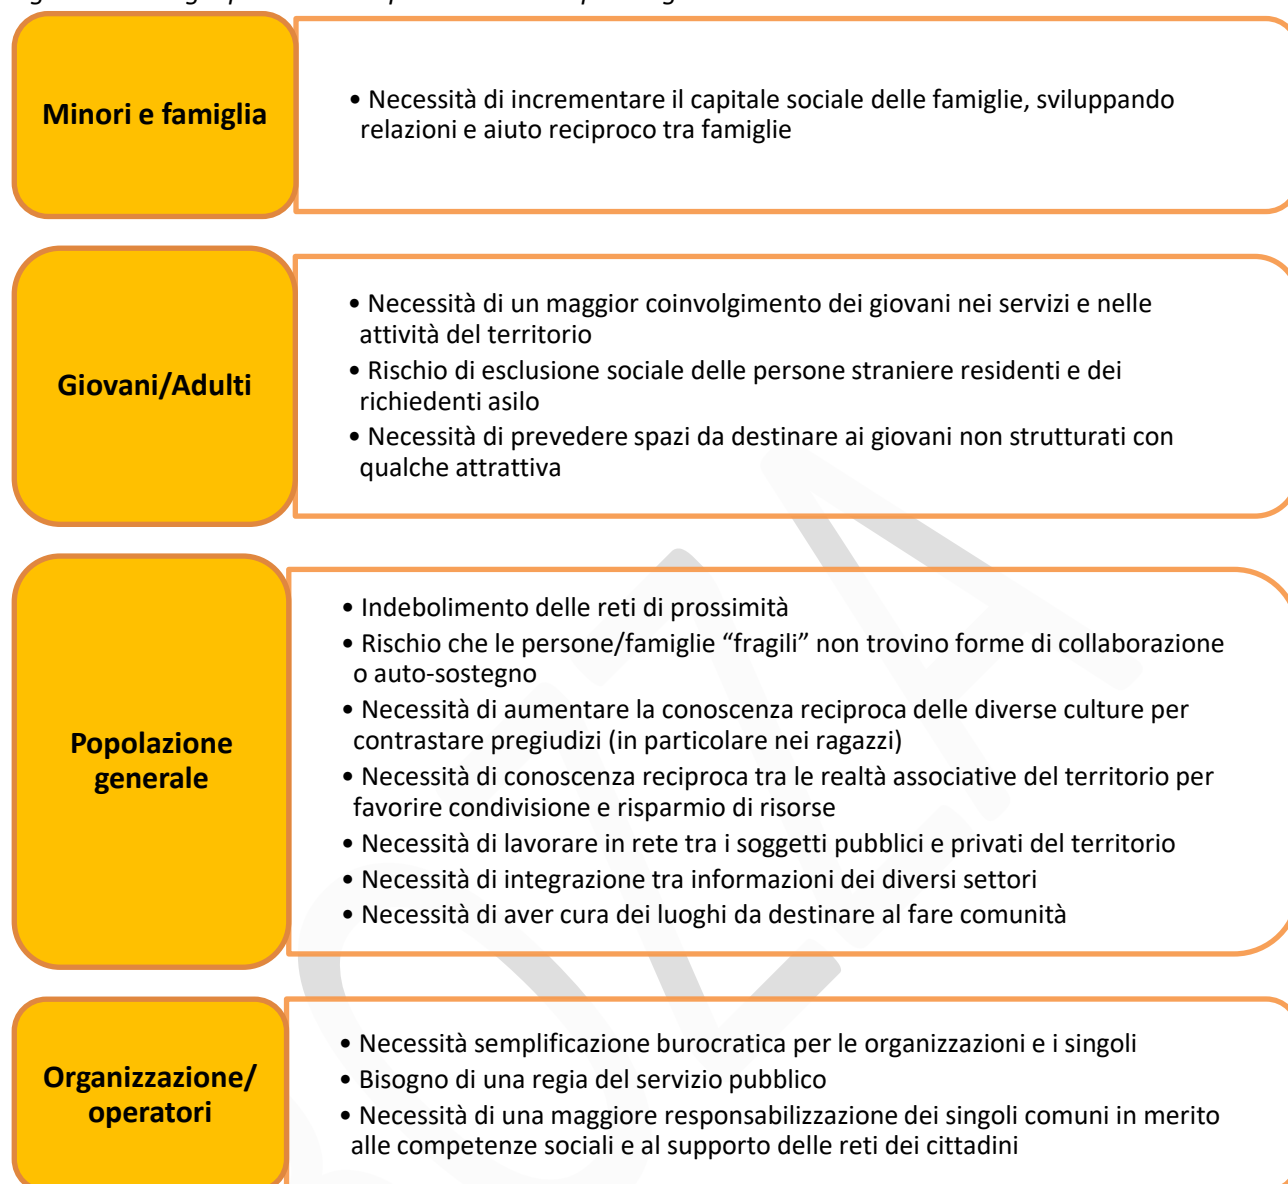 Minori e famiglia
• Necessità di incrementare il capitale sociale delle famiglie, sviluppando
relazioni e aiuto reciproco tra famiglie
Giovani/Adulti
• Necessità di un maggior coinvolgimento dei giovani nei servizi e nelle
attività del territorio
• Rischio di esclusione sociale delle persone straniere residenti e dei
richiedenti asilo
• Necessità di prevedere spazi da destinare ai giovani non strutturati con
qualche attrattiva
Popolazione
generale
• Indebolimento delle reti di prossimità
• Rischio che le persone/famiglie “fragili” non trovino forme di collaborazione
o auto-sostegno
• Necessità di aumentare la conoscenza reciproca delle diverse culture per
contrastare pregiudizi (in particolare nei ragazzi)
• Necessità di conoscenza reciproca tra le realtà associative del territorio per
favorire condivisione e risparmio di risorse
• Necessità di lavorare in rete tra i soggetti pubblici e privati del territorio
• Necessità di integrazione tra informazioni dei diversi settori
• Necessità di aver cura dei luoghi da destinare al fare comunità
Organizzazione/
operatori
• Necessità semplificazione burocratica per le organizzazioni e i singoli
• Bisogno di una regia del servizio pubblico
• Necessità di una maggiore responsabilizzazione dei singoli comuni in merito
alle competenze sociali e al supporto delle reti dei cittadini